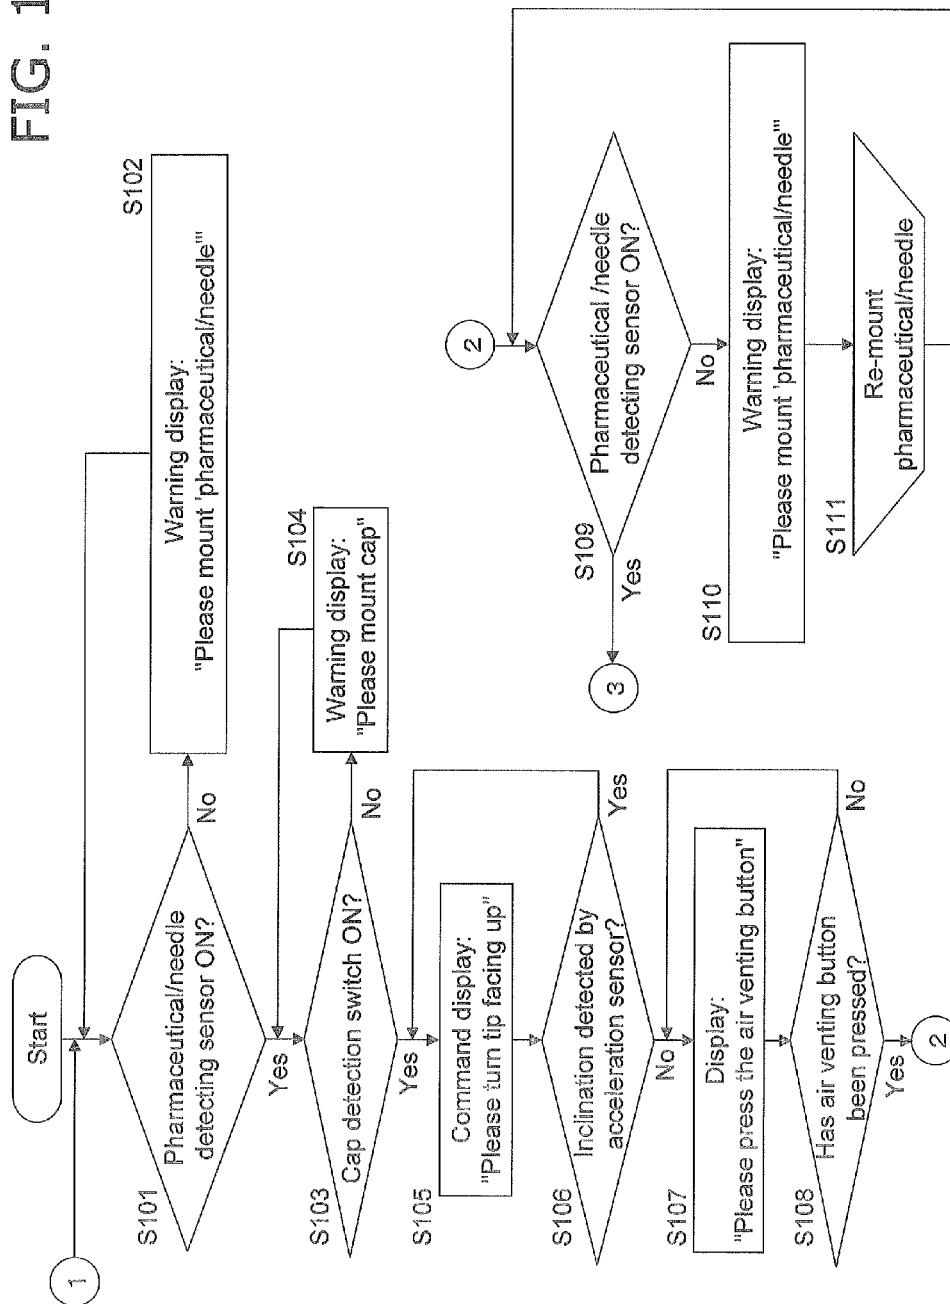 FIG. 1
1
Start
S101
Pharmaceutical/needle
detecting sensor ON?
No
Yes
S102
Warning display:
"Please mount 'pharmaceutical/needle'"
S103
Cap detection switch ON?
No
Yes
S104
Warning display:
"Please mount cap"
S105
Command display:
"Please turn tip facing up"
S106
Inclination detected by
acceleration sensor?
Yes
No
S107
Display:
"Please press the air venting button"
S108
Has air venting button
been pressed?
No
Yes
2
2
S109
Pharmaceutical /needle
detecting sensor ON?
Yes
No
3
S110
Warning display:
"Please mount 'pharmaceutical/needle'"
S111
Re-mount
pharmaceutical/needle